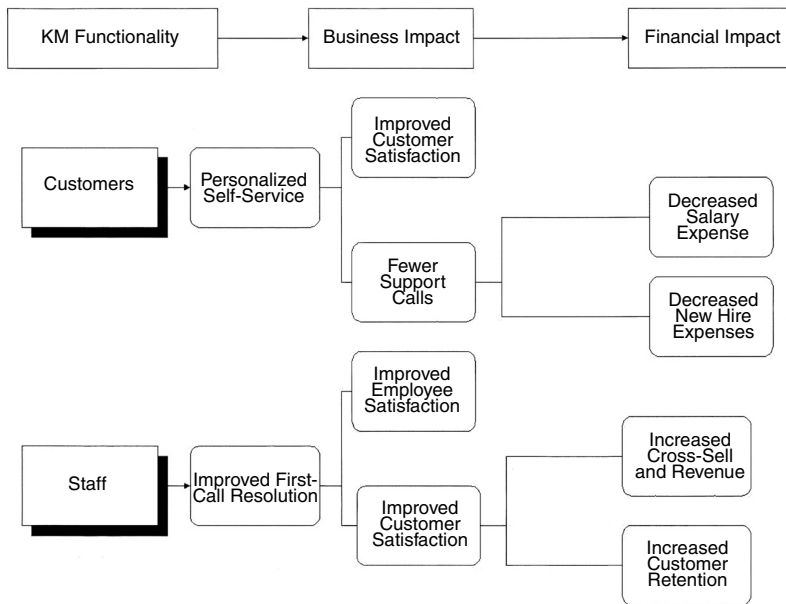 KM Functionality
Business Impact
Financial Impact
Customers
Personalized
Self-Service
Improved
Customer
Satisfaction
Fewer
Support
Calls
Decreased
Salary
Expense
Decreased
New Hire
Expenses
Staff
Improved First-
Call Resolution
Improved
Employee
Satisfaction
Improved
Customer
Satisfaction
Increased
Cross-Sell
and Revenue
Increased
Customer
Retention